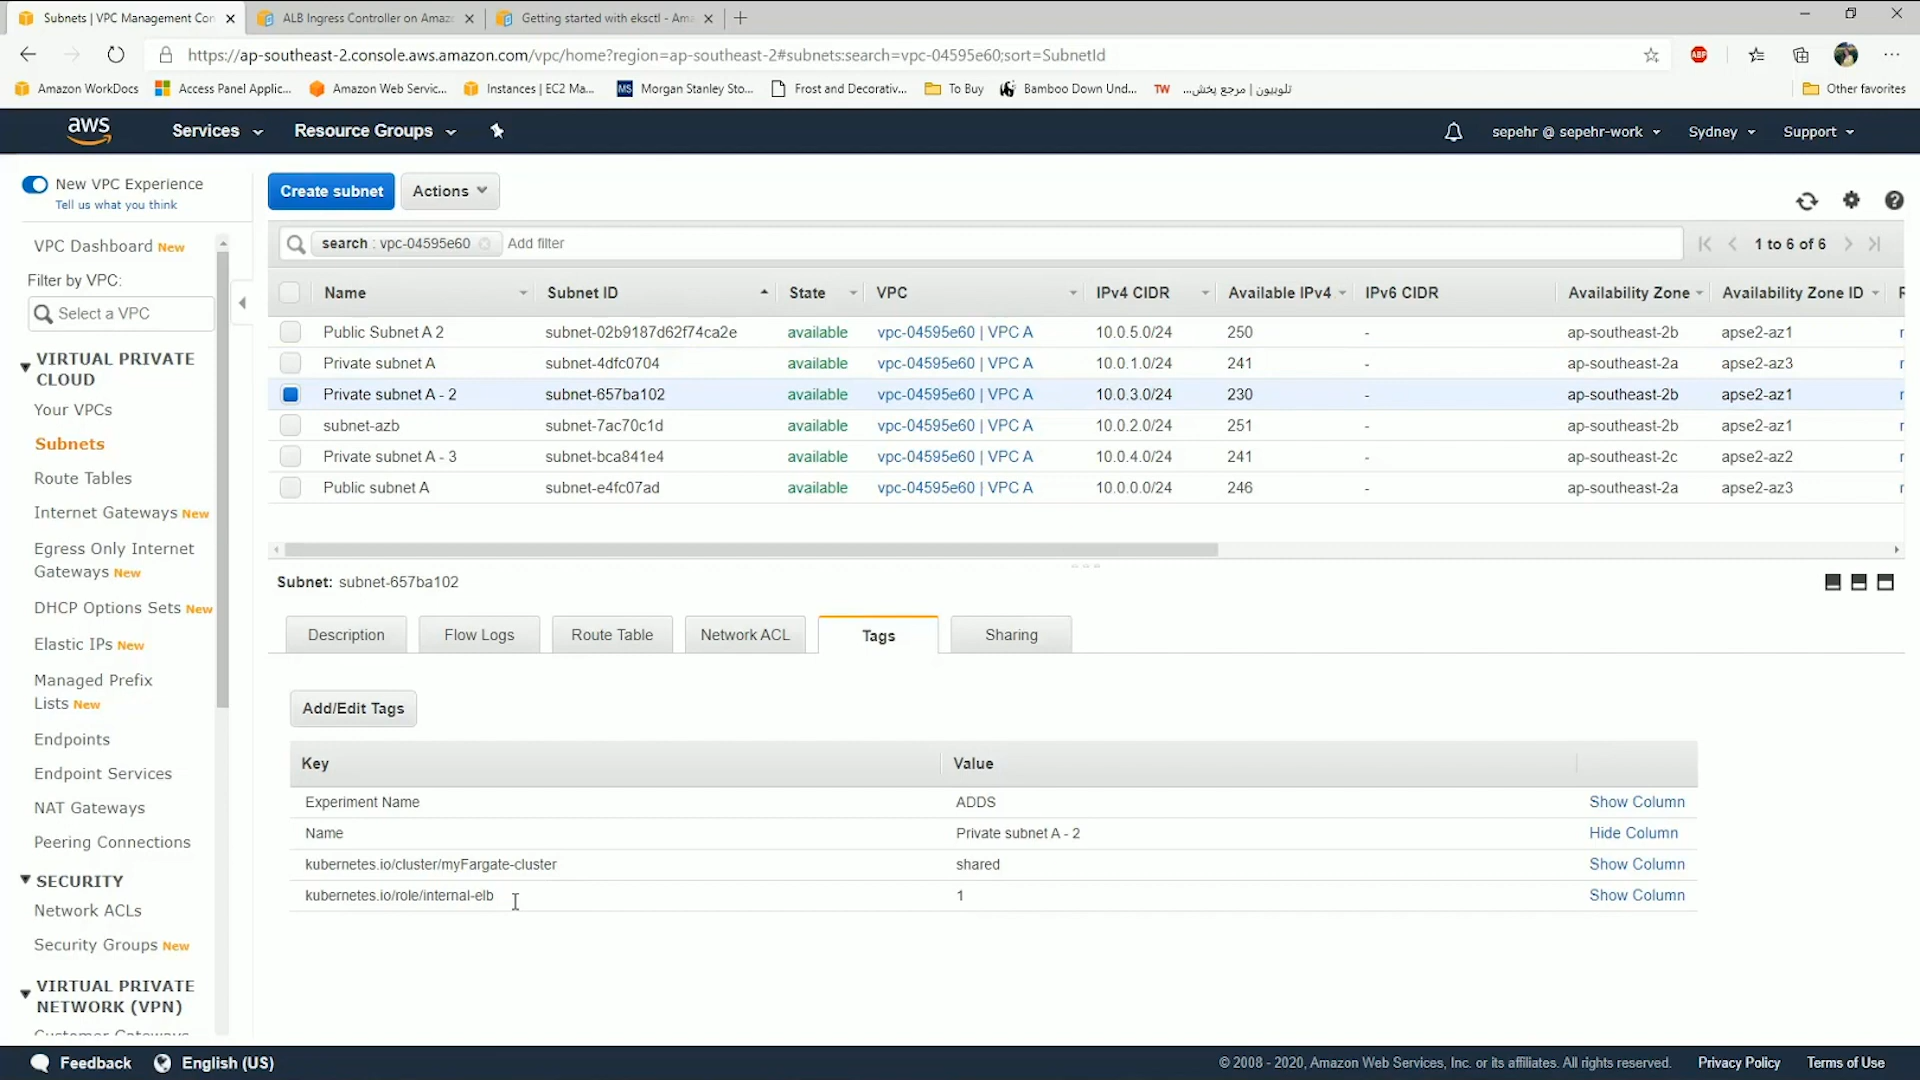 Subnets | VPC Management Con
ALB Ingress Controller on Amazo
Getting started with eksctl - Ama
https://ap-southeast-2.console.aws.amazon.com/vpc/home?region=ap-southeast-2#subnets:search=vpc-04595e60;sort=SubnetId
ABP
Amazon WorkDocs
Access Panel Applic...
Amazon Web Servic...
Instances | EC2 Ma...
MS
Morgan Stanley Sto...
Frost and Decorativ...
To Buy
Bamboo Down Und...
TW
تلوبیون | مرجع پخش...
Other favorites
aws
Services
Resource Groups
sepehr @ sepehr-work
Sydney
Support
New VPC Experience
Tell us what you think
VPC Dashboard New
Filter by VPC:
Select a VPC
VIRTUAL PRIVATE
CLOUD
Your VPCs
Subnets
Route Tables
Internet Gateways New
Egress Only Internet
Gateways New
DHCP Options Sets New
Elastic IPs New
Managed Prefix
Lists New
Endpoints
Endpoint Services
NAT Gateways
Peering Connections
SECURITY
Network ACLs
Security Groups New
VIRTUAL PRIVATE
NETWORK (VPN)
Customer Gateways
Create subnet
Actions
search : vpc-04595e60
Add filter
1 to 6 of 6
Name Subnet ID State VPC IPv4 CIDR Available IPv4 IPv6 CIDR Availability Zone Availability Zone ID
Public Subnet A 2 subnet-02b9187d62f74ca2e available vpc-04595e60 | VPC A 10.0.5.0/24 250 - ap-southeast-2b apse2-az1
Private subnet A subnet-4dfc0704 available vpc-04595e60 | VPC A 10.0.1.0/24 241 - ap-southeast-2a apse2-az3
Private subnet A - 2 subnet-657ba102 available vpc-04595e60 | VPC A 10.0.3.0/24 230 - ap-southeast-2b apse2-az1
subnet-azb subnet-7ac70c1d available vpc-04595e60 | VPC A 10.0.2.0/24 251 - ap-southeast-2b apse2-az1
Private subnet A - 3 subnet-bca841e4 available vpc-04595e60 | VPC A 10.0.4.0/24 241 - ap-southeast-2c apse2-az2
Public subnet A subnet-e4fc07ad available vpc-04595e60 | VPC A 10.0.0.0/24 246 - ap-southeast-2a apse2-az3
Subnet: subnet-657ba102
Description
Flow Logs
Route Table
Network ACL
Tags
Sharing
Add/Edit Tags
Key Value
Experiment Name ADDS Show Column
Name Private subnet A - 2 Hide Column
kubernetes.io/cluster/myFargate-cluster shared Show Column
kubernetes.io/role/internal-elb 1 Show Column
Feedback
English (US)
© 2008 - 2020, Amazon Web Services, Inc. or its affiliates. All rights reserved.
Privacy Policy
Terms of Use